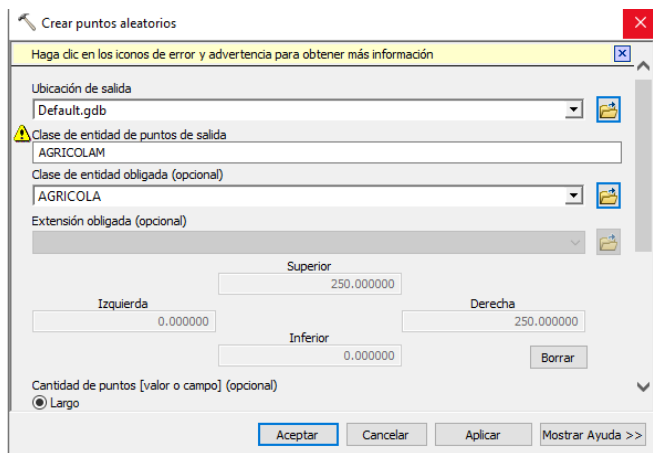 Crear puntos aleatorios
Haga clic en los iconos de error y advertencia para obtener más información
Ubicación de salida
Default.gdb
Clase de entidad de puntos de salida
AGRICOLAM
Clase de entidad obligada (opcional)
AGRICOLA
Extensión obligada (opcional)
Superior
250.000000
Izquierda Derecha
0.000000 250.000000
Inferior
0.000000
Borrar
Cantidad de puntos [valor o campo] (opcional)
Largo
Aceptar Cancelar Aplicar Mostrar Ayuda >>